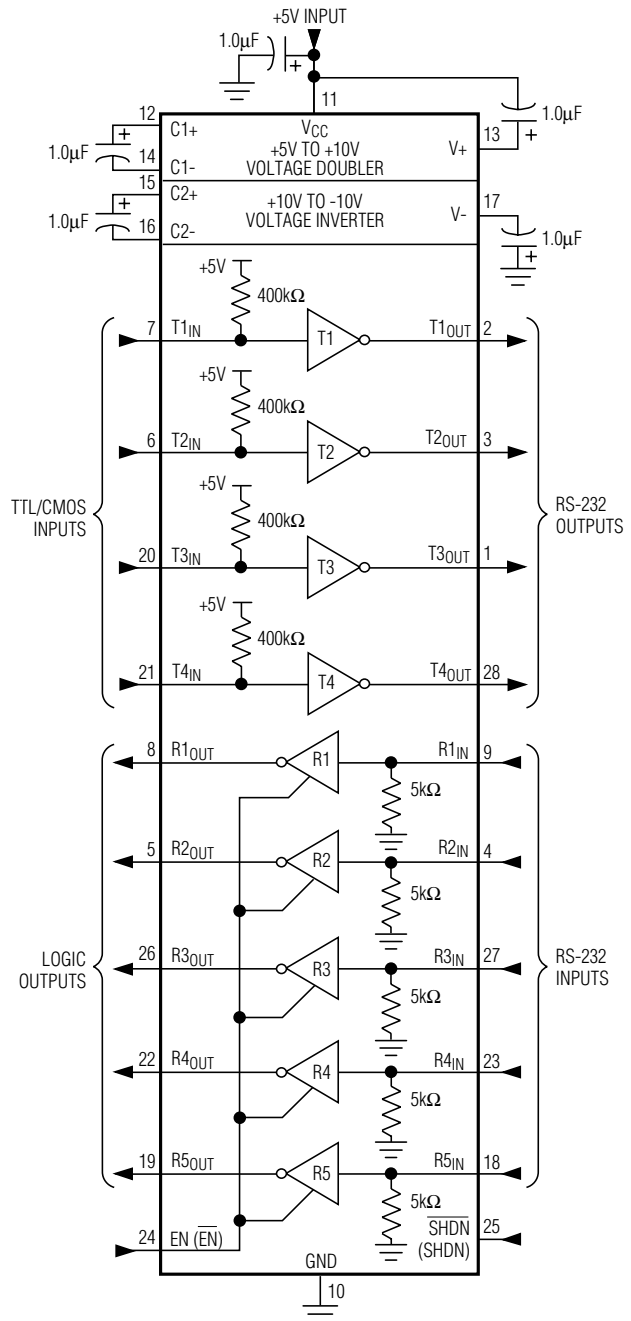 +5V INPUT
1.0µF
+
11
1.0µF
+
12
C1+
+
1.0µF
14
C1-
VCC
+5V TO +10V
VOLTAGE DOUBLER
V+
13
15
C2+
+
1.0µF
16
C2-
+10V TO -10V
VOLTAGE INVERTER
V-
17
1.0µF
+
+5V
400kΩ
7
T1IN
T1
T1OUT
2
+5V
400kΩ
6
T2IN
T2
T2OUT
3
TTL/CMOS
INPUTS
RS-232
OUTPUTS
+5V
400kΩ
20
T3IN
T3
T3OUT
1
+5V
400kΩ
21
T4IN
T4
T4OUT
28
8
R1OUT
R1
R1IN
9
5kΩ
5
R2OUT
R2
R2IN
4
5kΩ
LOGIC
OUTPUTS
RS-232
INPUTS
26
R3OUT
R3
R3IN
27
5kΩ
22
R4OUT
R4
R4IN
23
5kΩ
19
R5OUT
R5
R5IN
18
5kΩ
24
EN (E̅N̅)
S̅H̅D̅N̅
(SHDN)
25
GND
10